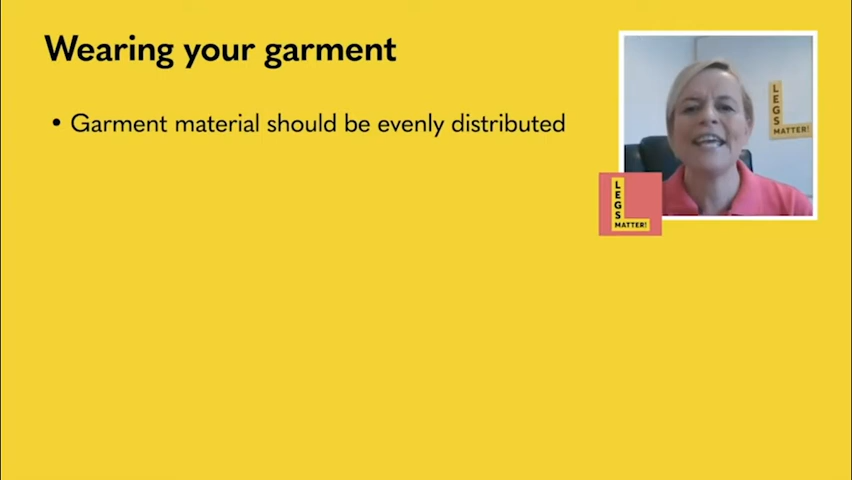 Wearing your garment
• Garment material should be evenly distributed
LEGS
MATTER!
LEGS
MATTER!